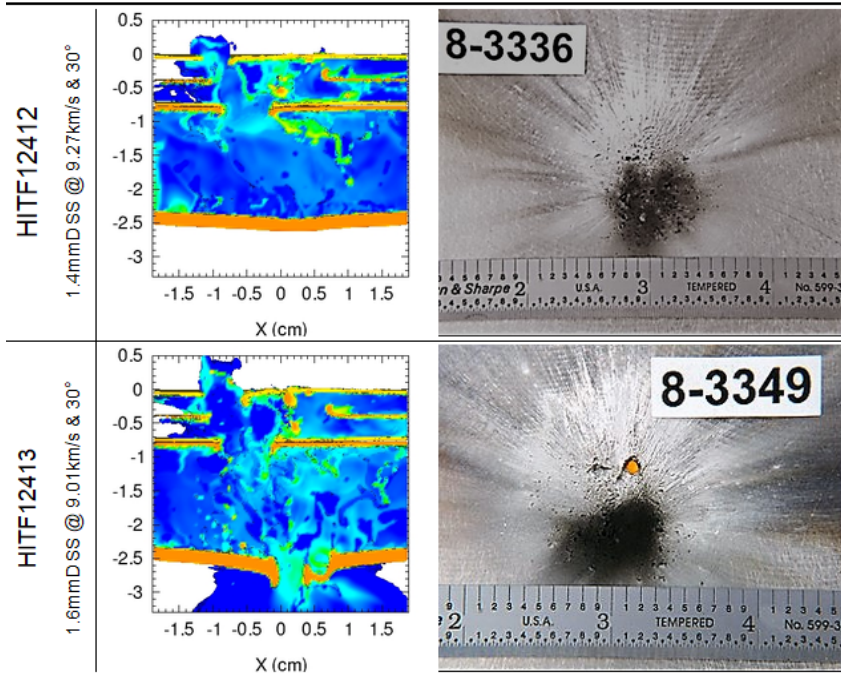 HITF12412
1.4mmD SS @ 9.27km/s & 30°
0.5
0
-0.5
-1
-1.5
-2
-2.5
-3
-1.5 -1 -0.5 0 0.5 1 1.5
X (cm)
8-3336
n & Sharpe 2 U.S.A. 3 TEMPERED 4 No. 599-3
HITF12413
1.6mmD SS @ 9.01km/s & 30°
0.5
0
-0.5
-1
-1.5
-2
-2.5
-3
-1.5 -1 -0.5 0 0.5 1 1.5
X (cm)
8-3349
2 U.S.A. 3 TEMPERED 4 No. 599-3